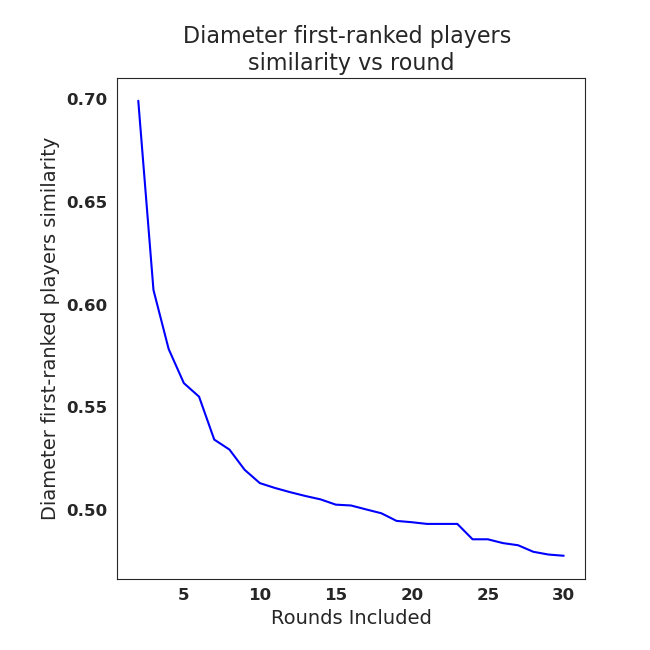 Diameter first-ranked players
similarity vs round
Diameter first-ranked players similarity
0.70
0.65
0.60
0.55
0.50
5 10 15 20 25 30
Rounds Included